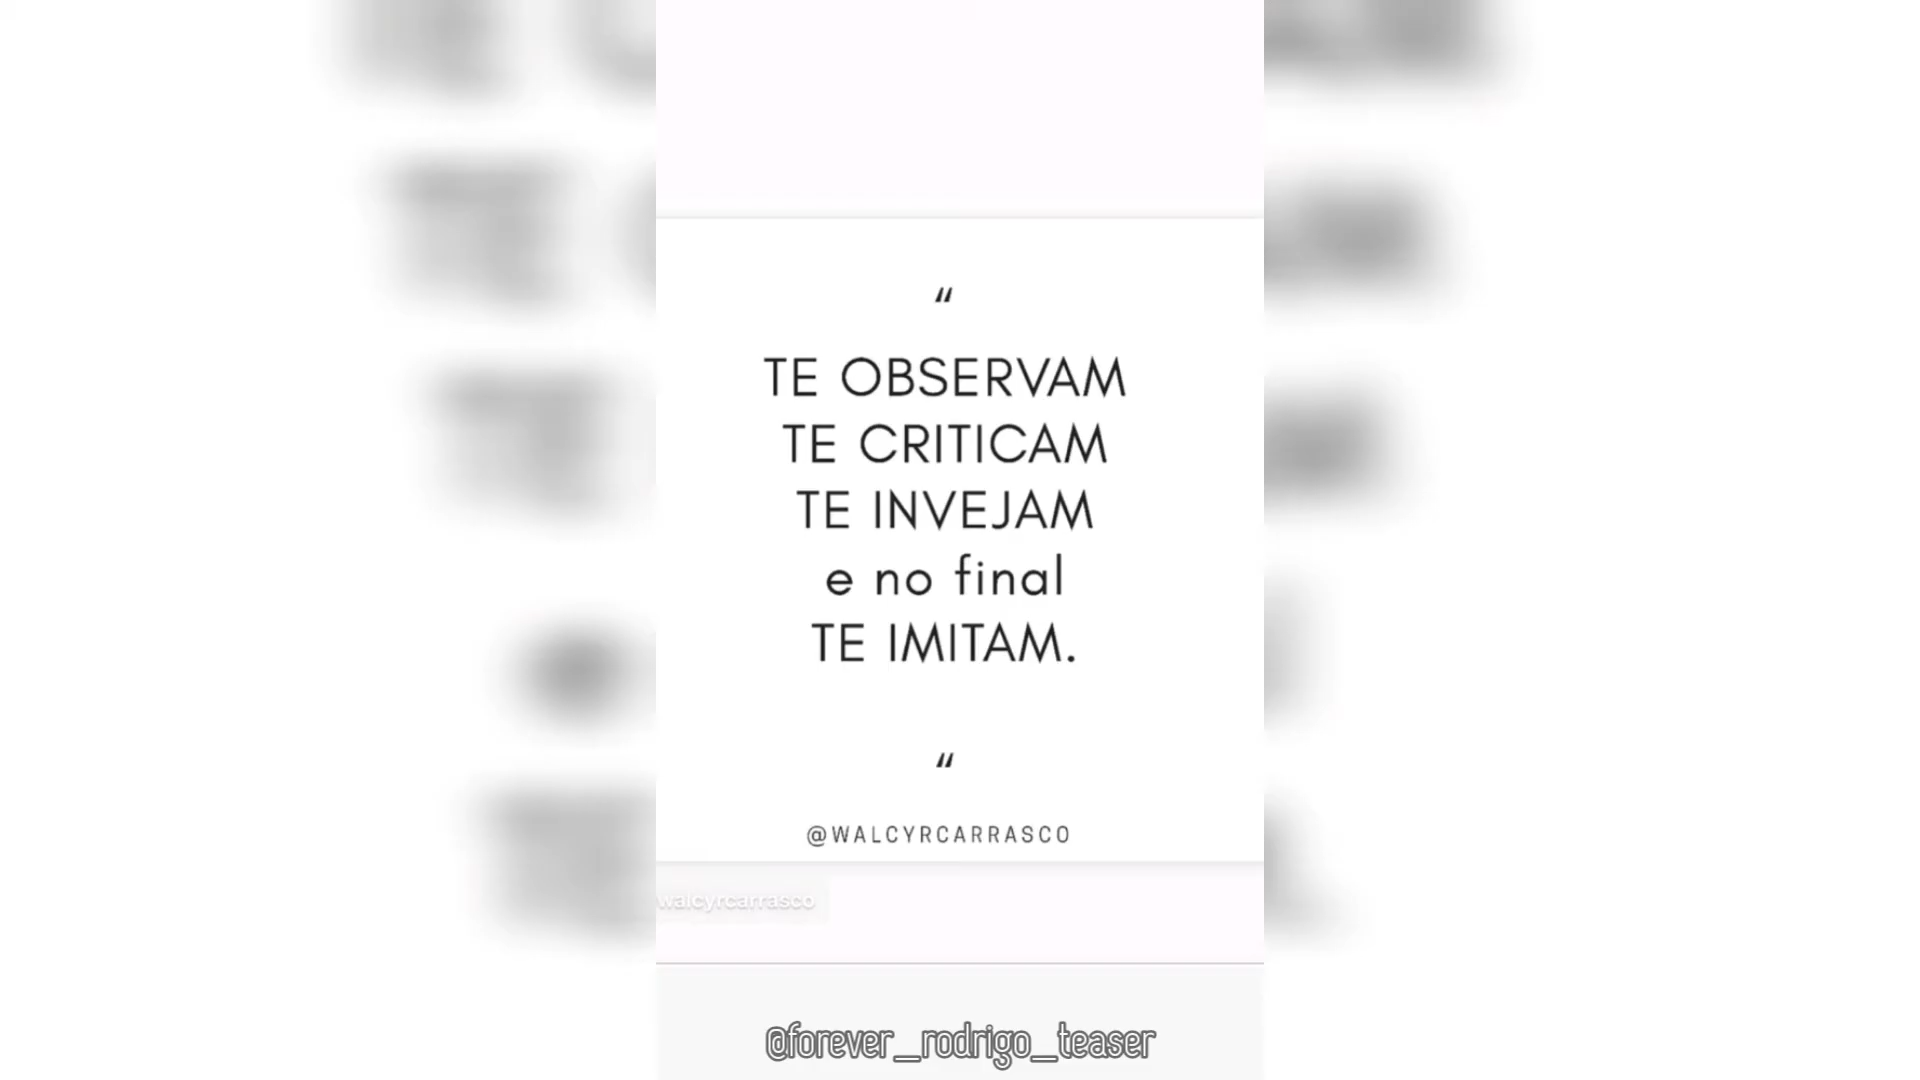 “
TE OBSERVAM
TE CRITICAM
TE INVEJAM
e no final
TE IMITAM.
“
@WALCYRCARRASCO
walcyrcarrasco
@forever_rodrigo_teaser